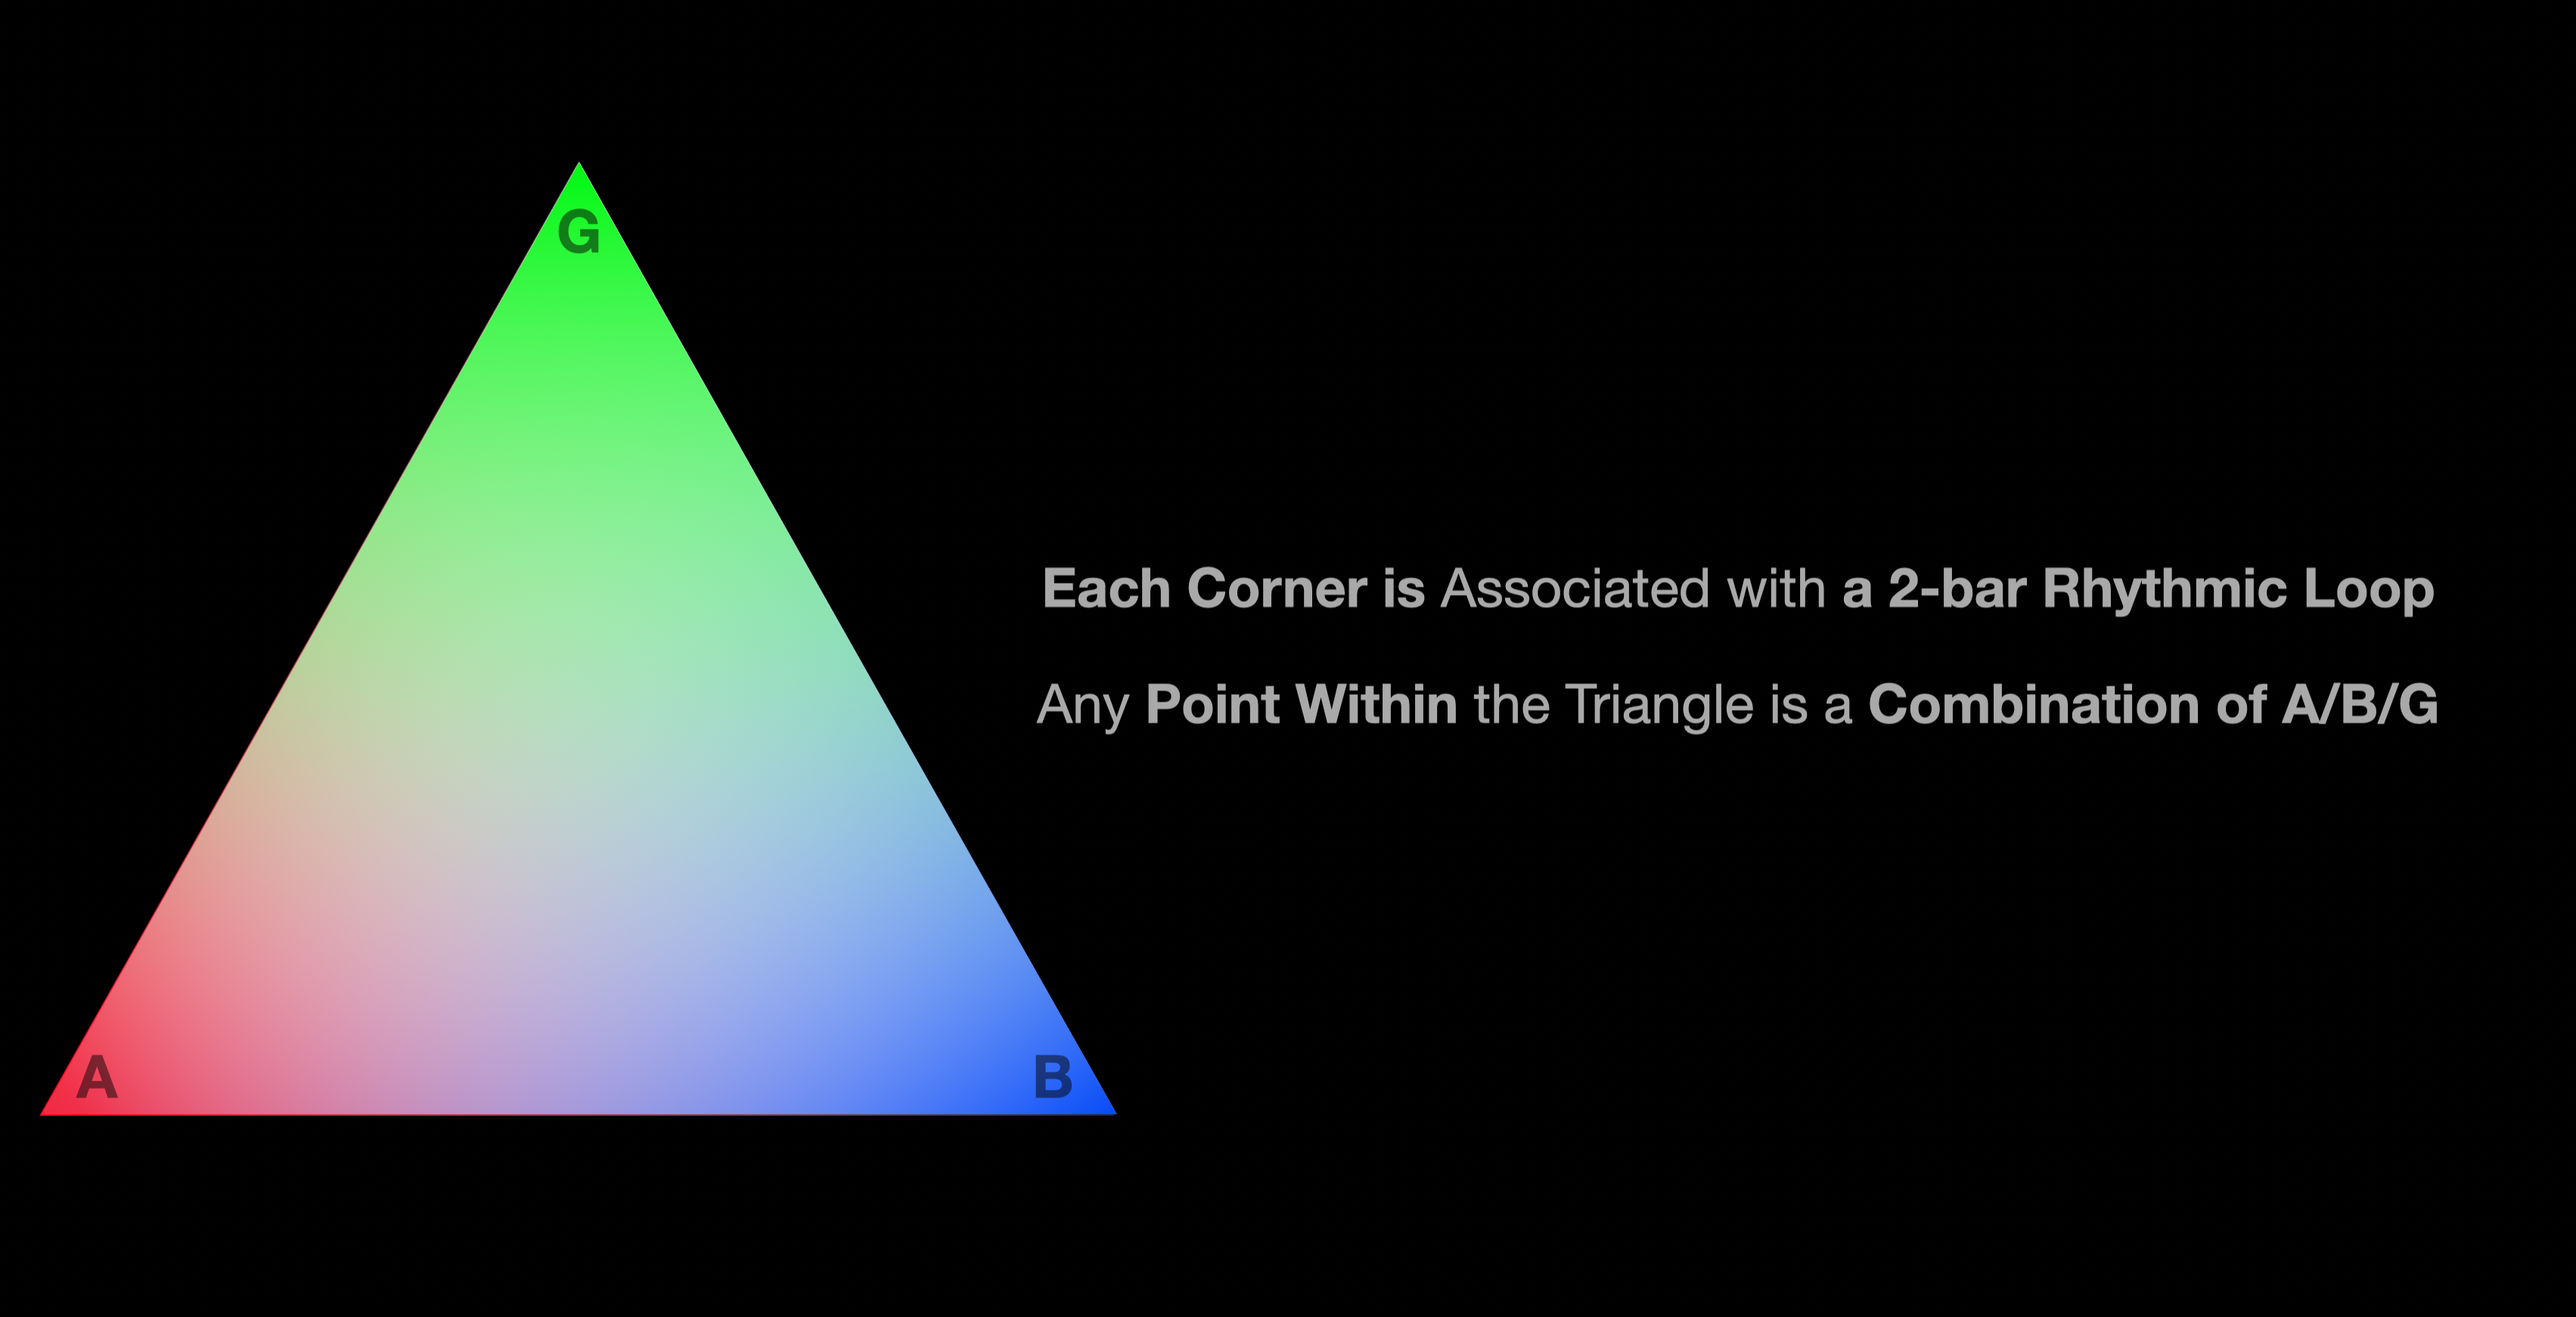 G
Each Corner is Associated with a 2-bar Rhythmic Loop
Any Point Within the Triangle is a Combination of A/B/G
A
B